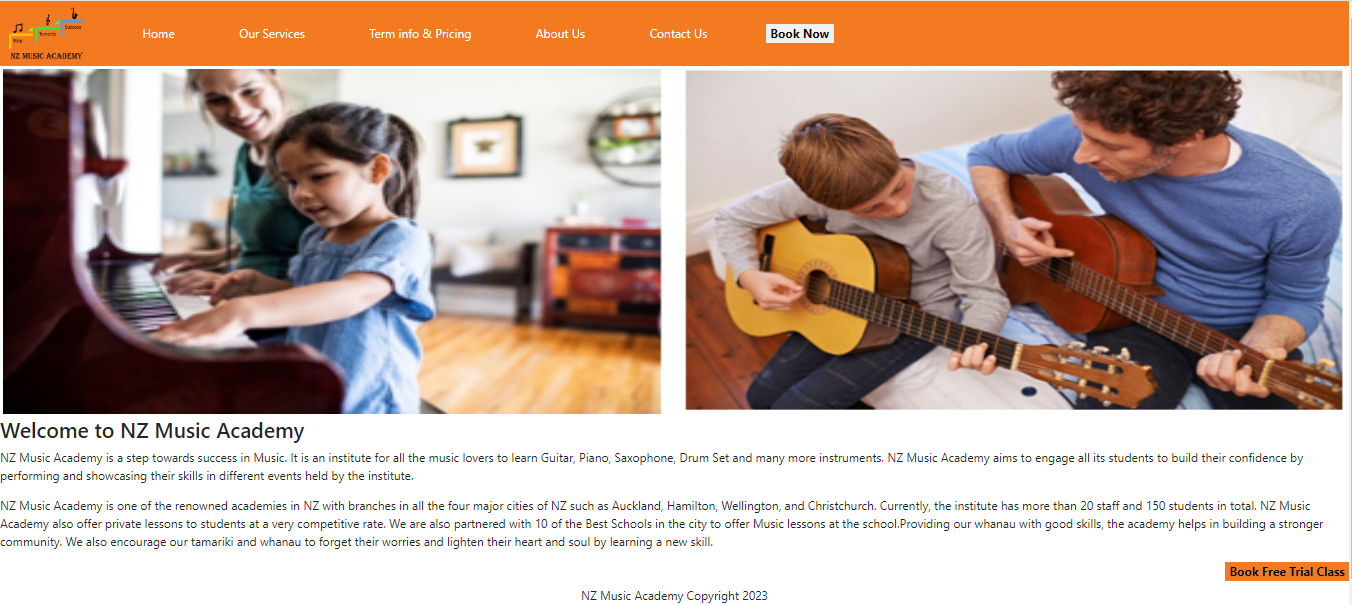 Step
Towards
Success
NZ MUSIC ACADEMY
Home
Our Services
Term info & Pricing
About Us
Contact Us
Book Now
Welcome to NZ Music Academy
NZ Music Academy is a step towards success in Music. It is an institute for all the music lovers to learn Guitar, Piano, Saxophone, Drum Set and many more instruments. NZ Music Academy aims to engage all its students to build their confidence by
performing and showcasing their skills in different events held by the institute.
NZ Music Academy is one of the renowned academies in NZ with branches in all the four major cities of NZ such as Auckland, Hamilton, Wellington, and Christchurch. Currently, the institute has more than 20 staff and 150 students in total. NZ Music
Academy also offer private lessons to students at a very competitive rate. We are also partnered with 10 of the Best Schools in the city to offer Music lessons at the school.Providing our whanau with good skills, the academy helps in building a stronger
community. We also encourage our tamariki and whanau to forget their worries and lighten their heart and soul by learning a new skill.
Book Free Trial Class
NZ Music Academy Copyright 2023